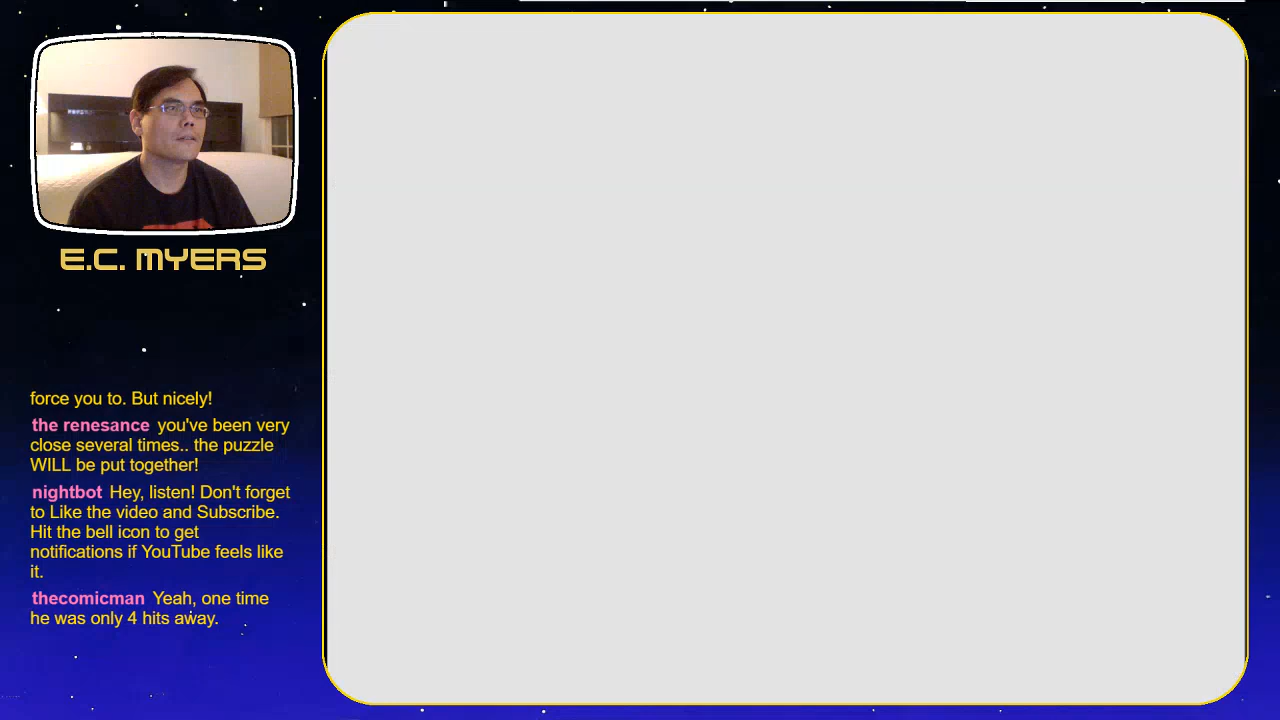 E.C. MYERS
force you to. But nicely!
the renesance you've been very
close several times.. the puzzle
WILL be put together!
nightbot Hey, listen! Don't forget
to Like the video and Subscribe.
Hit the bell icon to get
notifications if YouTube feels like
it.
thecomicman Yeah, one time
he was only 4 hits away.